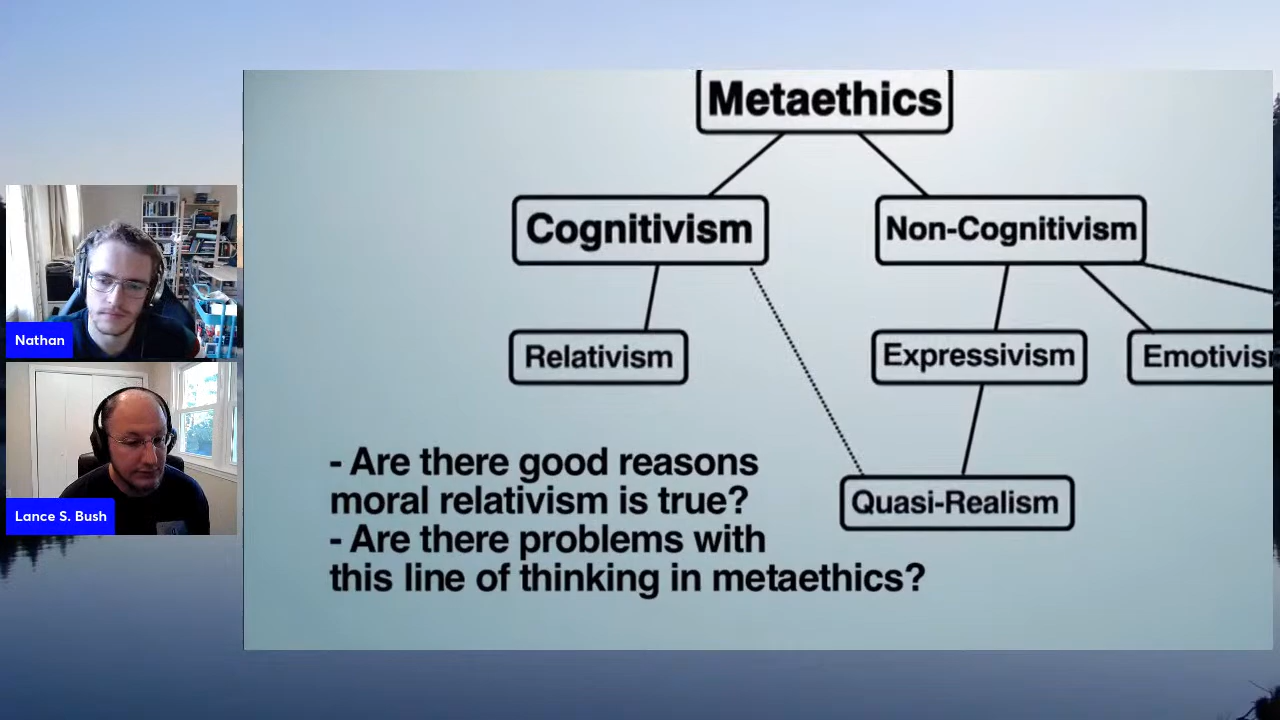 Metaethics
Cognitivism
Non-Cognitivism
Relativism
Expressivism
Quasi-Realism
- Are there good reasons
moral relativism is true?
- Are there problems with
this line of thinking in metaethics?
Nathan
Lance S. Bush